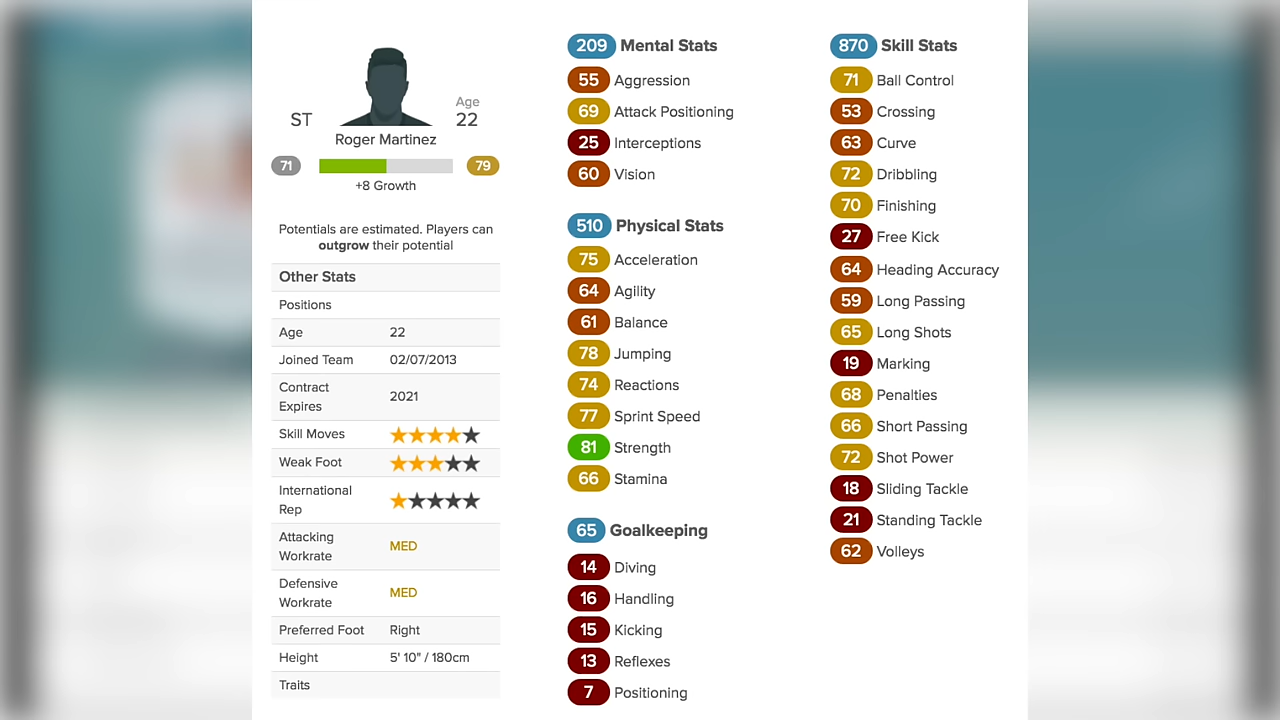 ST
Age
22
Roger Martinez
71
79
+8 Growth
Potentials are estimated. Players can
outgrow their potential
Other Stats
Positions
Age 22
Joined Team 02/07/2013
Contract
Expires
2021
Skill Moves
Weak Foot
International
Rep
Attacking
Workrate
MED
Defensive
Workrate
MED
Preferred Foot Right
Height 5' 10" / 180cm
Traits
209 Mental Stats
55 Aggression
69 Attack Positioning
25 Interceptions
60 Vision
510 Physical Stats
75 Acceleration
64 Agility
61 Balance
78 Jumping
74 Reactions
77 Sprint Speed
81 Strength
66 Stamina
65 Goalkeeping
14 Diving
16 Handling
15 Kicking
13 Reflexes
7 Positioning
870 Skill Stats
71 Ball Control
53 Crossing
63 Curve
72 Dribbling
70 Finishing
27 Free Kick
64 Heading Accuracy
59 Long Passing
65 Long Shots
19 Marking
68 Penalties
66 Short Passing
72 Shot Power
18 Sliding Tackle
21 Standing Tackle
62 Volleys